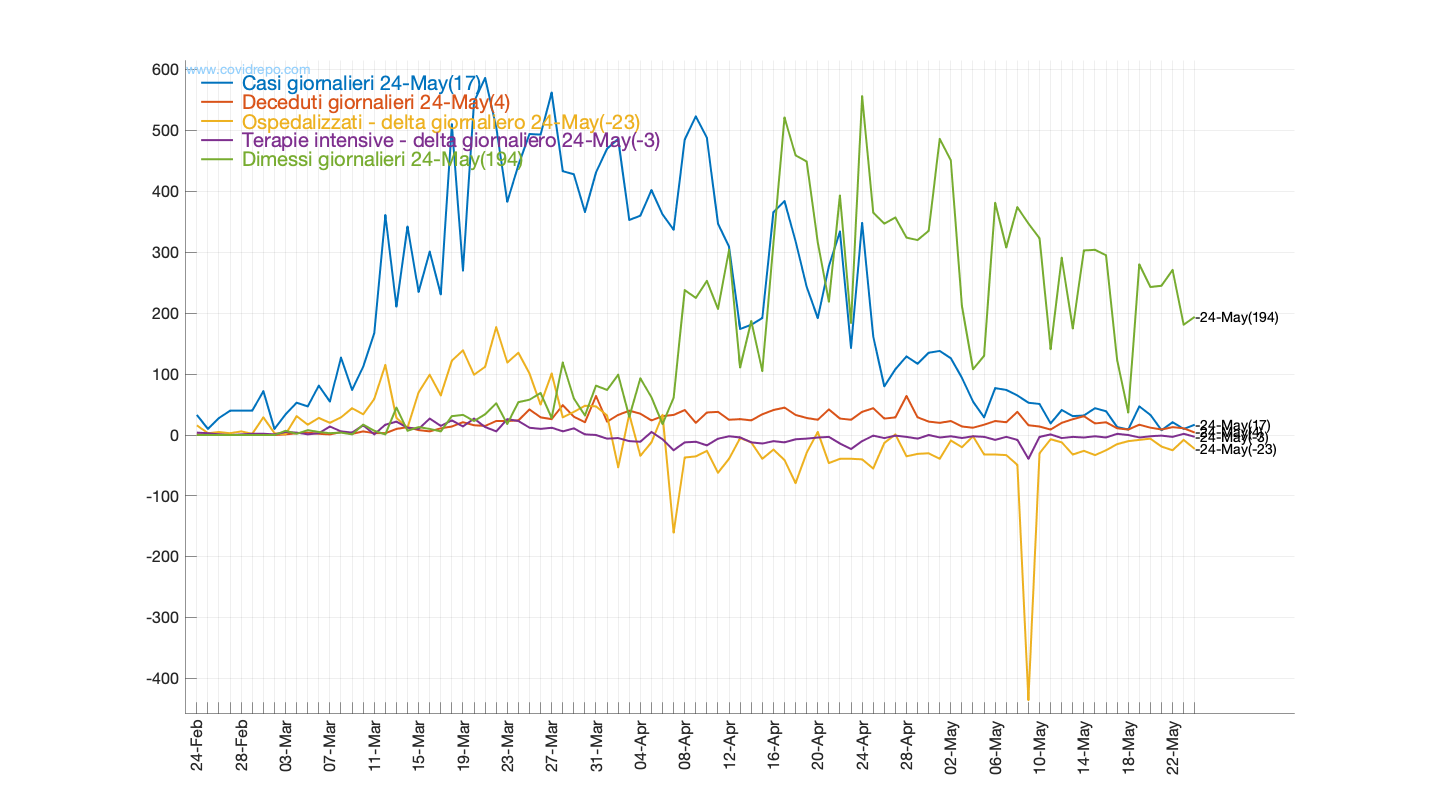 www.covidrepo.com
Casi giornalieri 24-May(17)
Deceduti giornalieri 24-May(4)
Ospedalizzati - delta giornaliero 24-May(-23)
Terapie intensive - delta giornaliero 24-May(-3)
Dimessi giornalieri 24-May(194)
600
500
400
300
200
100
0
-100
-200
-300
-400
-24-May(194)
-24-May(17)
-24-May(4)
-24-May(-3)
-24-May(-23)
24-Feb
28-Feb
03-Mar
07-Mar
11-Mar
15-Mar
19-Mar
23-Mar
27-Mar
31-Mar
04-Apr
08-Apr
12-Apr
16-Apr
20-Apr
24-Apr
28-Apr
02-May
06-May
10-May
14-May
18-May
22-May